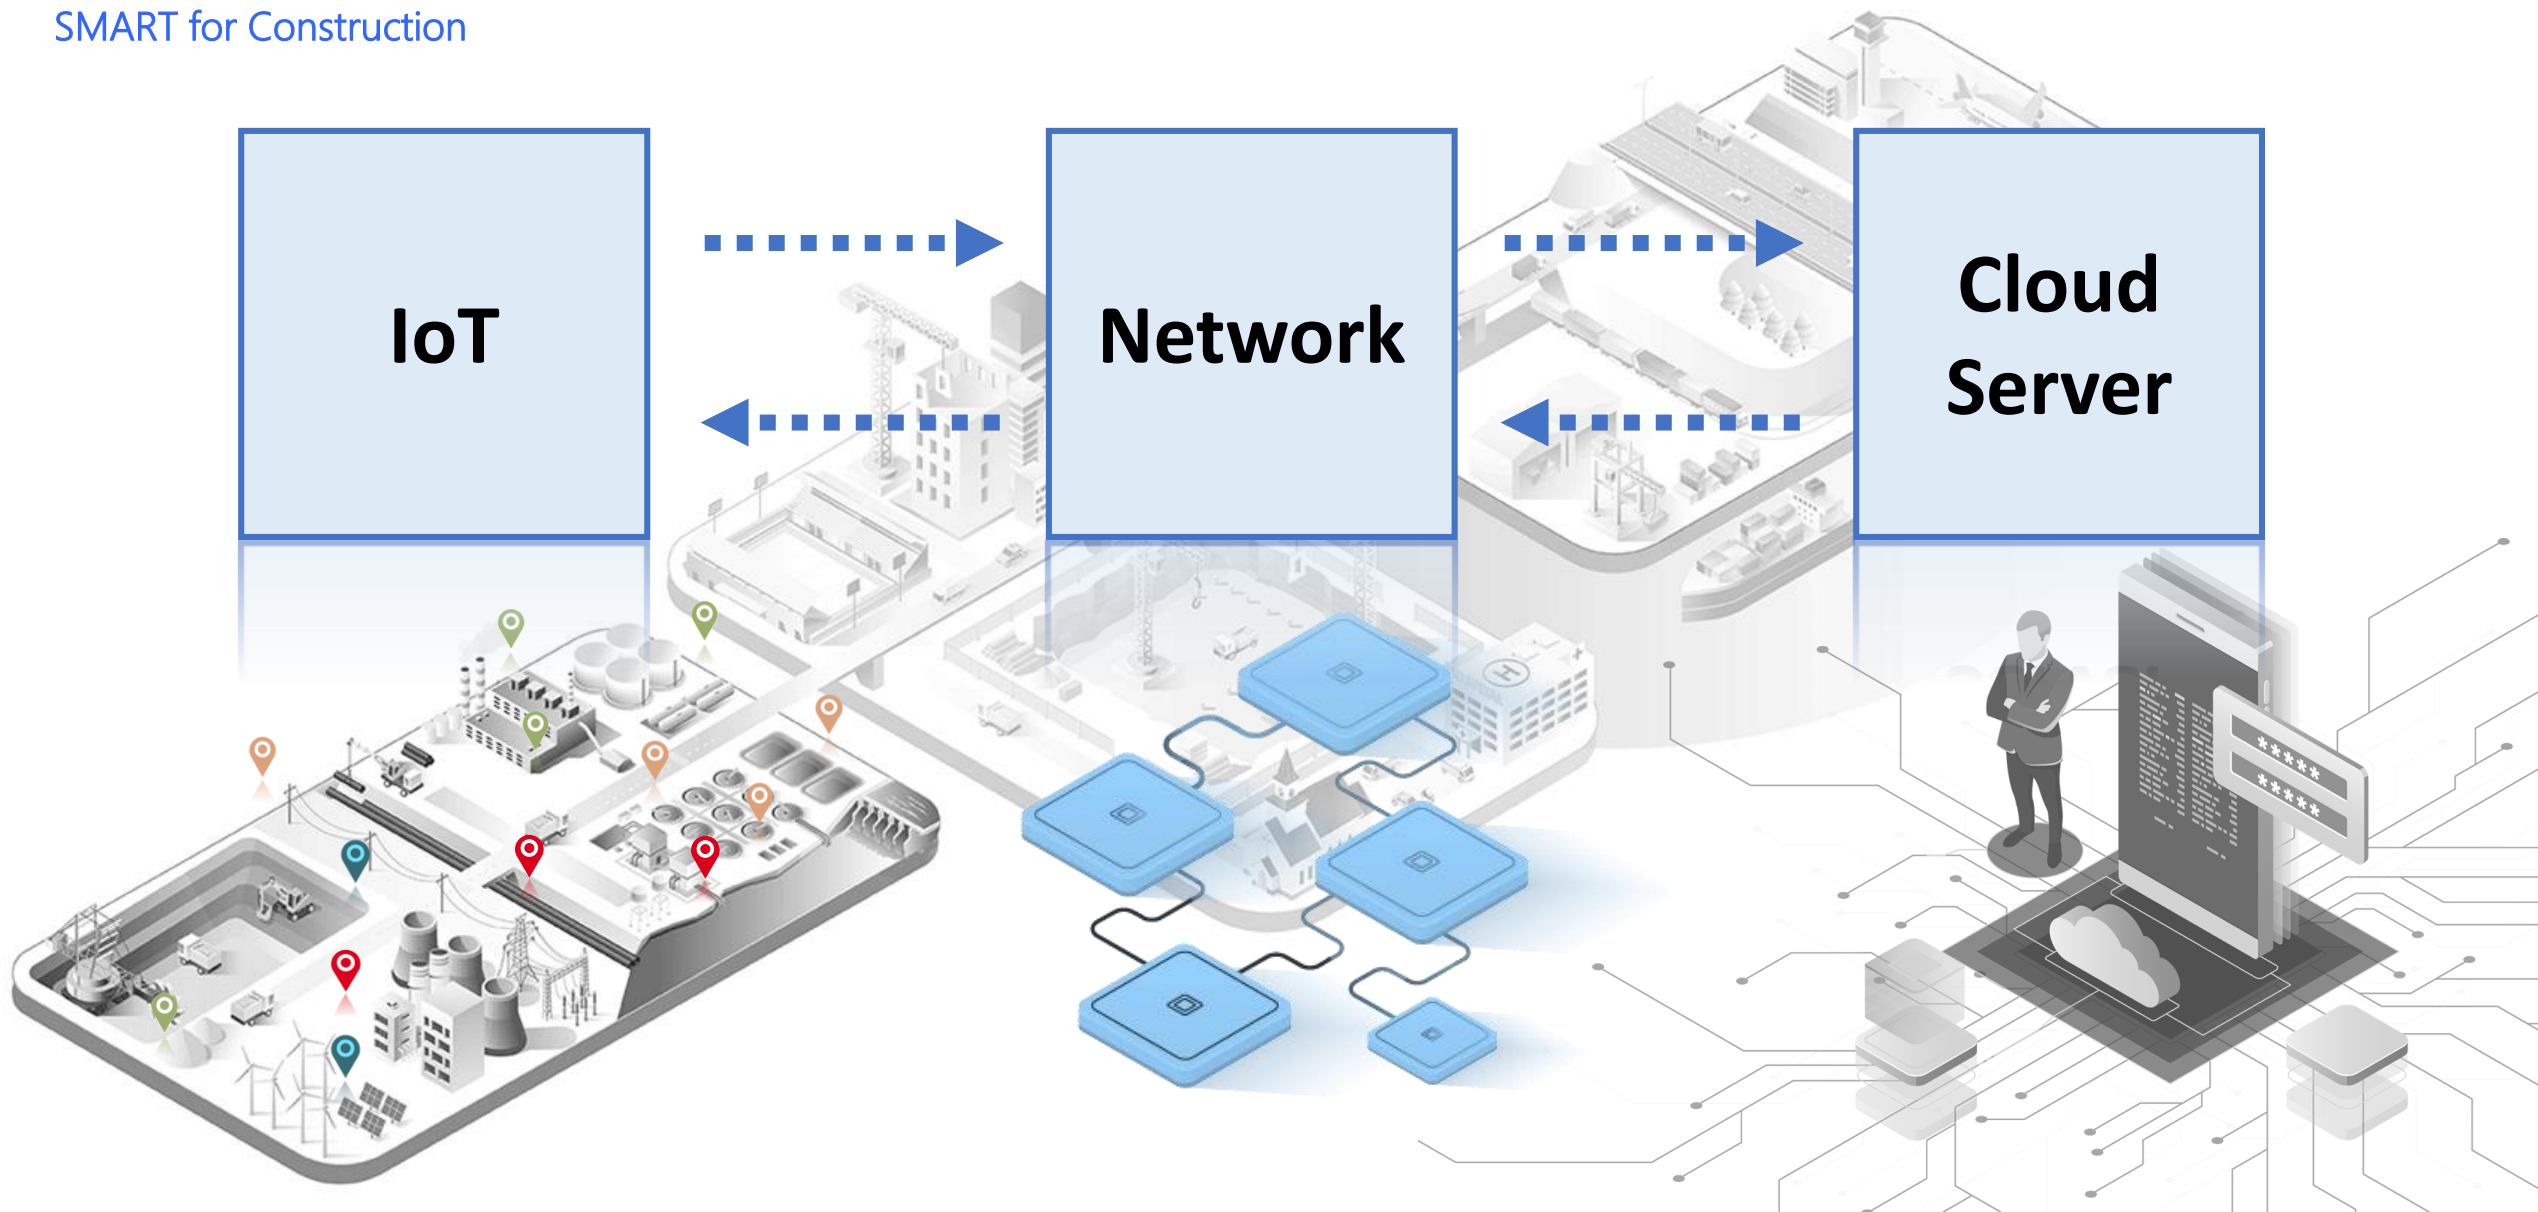 SMART for Construction
IoT
Network
Cloud
Server
H
*****
*****